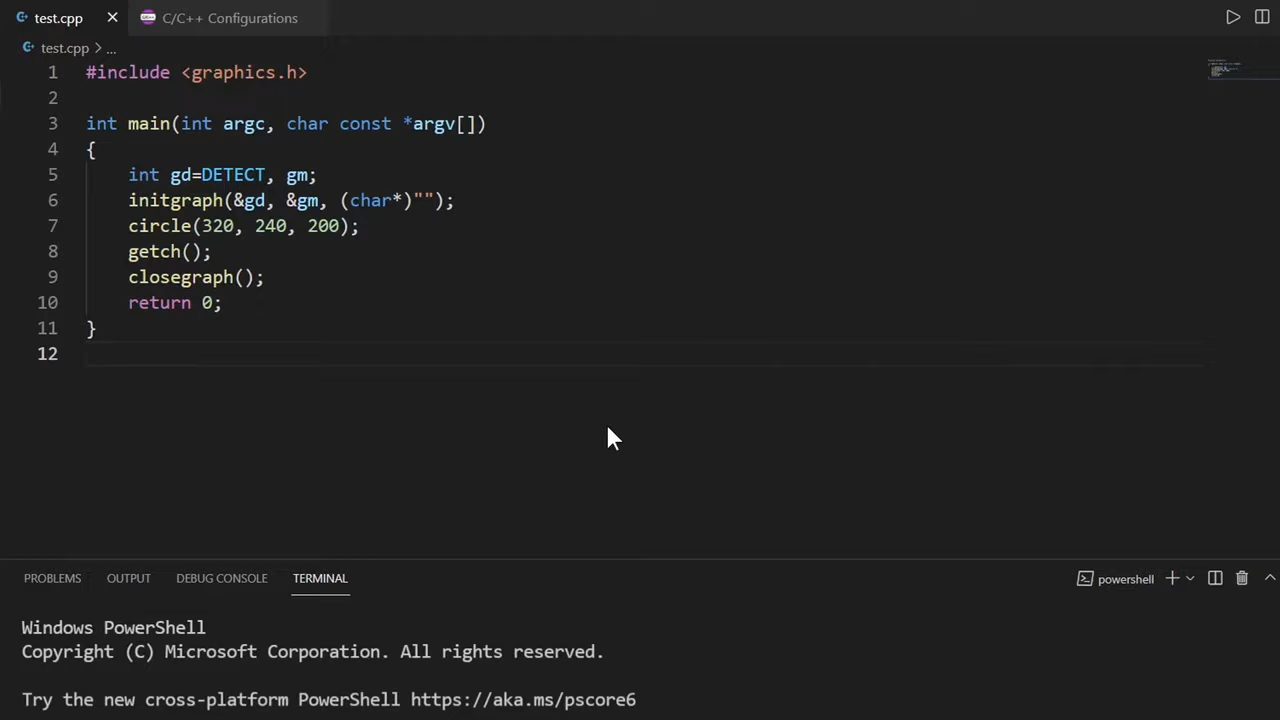 test.cpp
C/C++ Configurations
test.cpp > ...
1 #include <graphics.h>
2
3 int main(int argc, char const *argv[])
4 {
5     int gd=DETECT, gm;
6     initgraph(&gd, &gm, (char*)"");
7     circle(320, 240, 200);
8     getch();
9     closegraph();
10     return 0;
11 }
12
PROBLEMS OUTPUT DEBUG CONSOLE TERMINAL powershell
Windows PowerShell
Copyright (C) Microsoft Corporation. All rights reserved.
Try the new cross-platform PowerShell https://aka.ms/pscore6